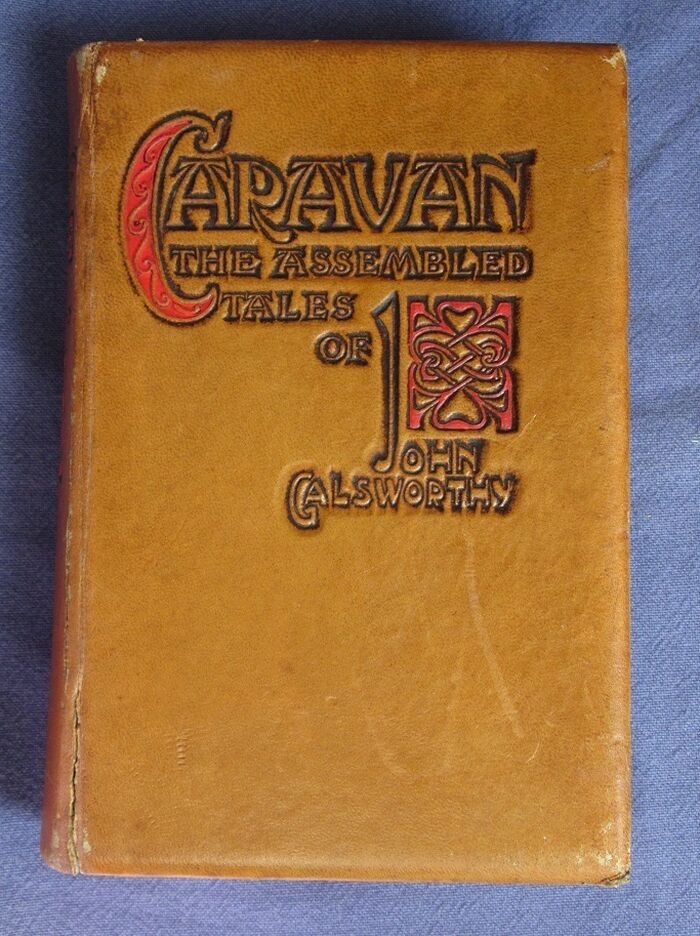 CARAVAN
THE ASSEMBLED
TALES
OF
JOHN
GALSWORTHY